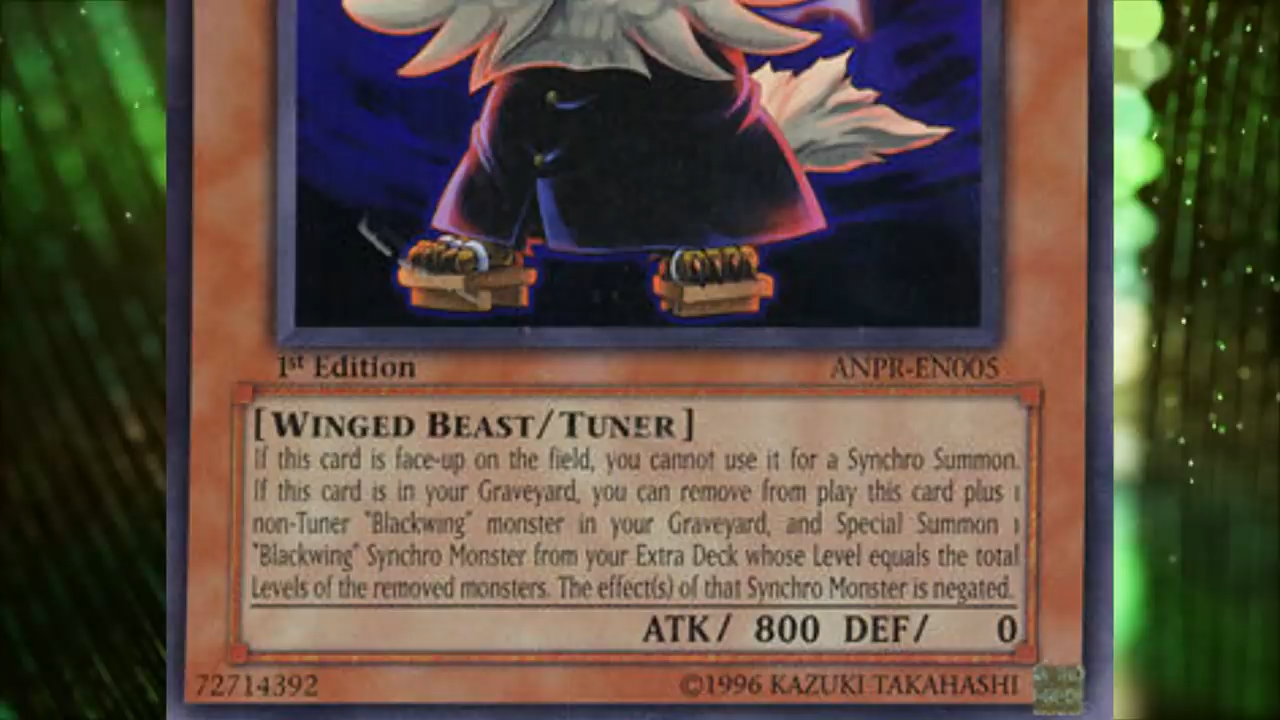 1st Edition
ANPR-EN005
[WINGED BEAST/TUNER]
If this card is face-up on the field, you cannot use it for a Synchro Summon.
If this card is in your Graveyard, you can remove from play this card plus 1
non-Tuner "Blackwing" monster in your Graveyard, and Special Summon 1
"Blackwing" Synchro Monster from your Extra Deck whose Level equals the total
Levels of the removed monsters. The effect(s) of that Synchro Monster is negated.
ATK/ 800 DEF/ 0
72714392
©1996 KAZUKI TAKAHASHI